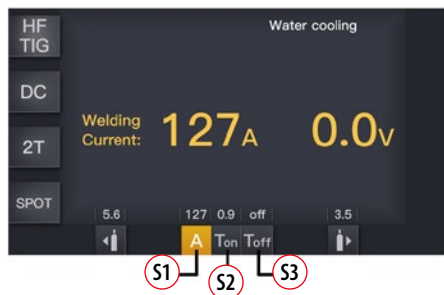 HF
TIG
Water cooling
DC
Welding
Current:
127A
0.0V
2T
SPOT
5.6
127
0.9
off
3.5
A
Ton
Toff
S1
S2
S3